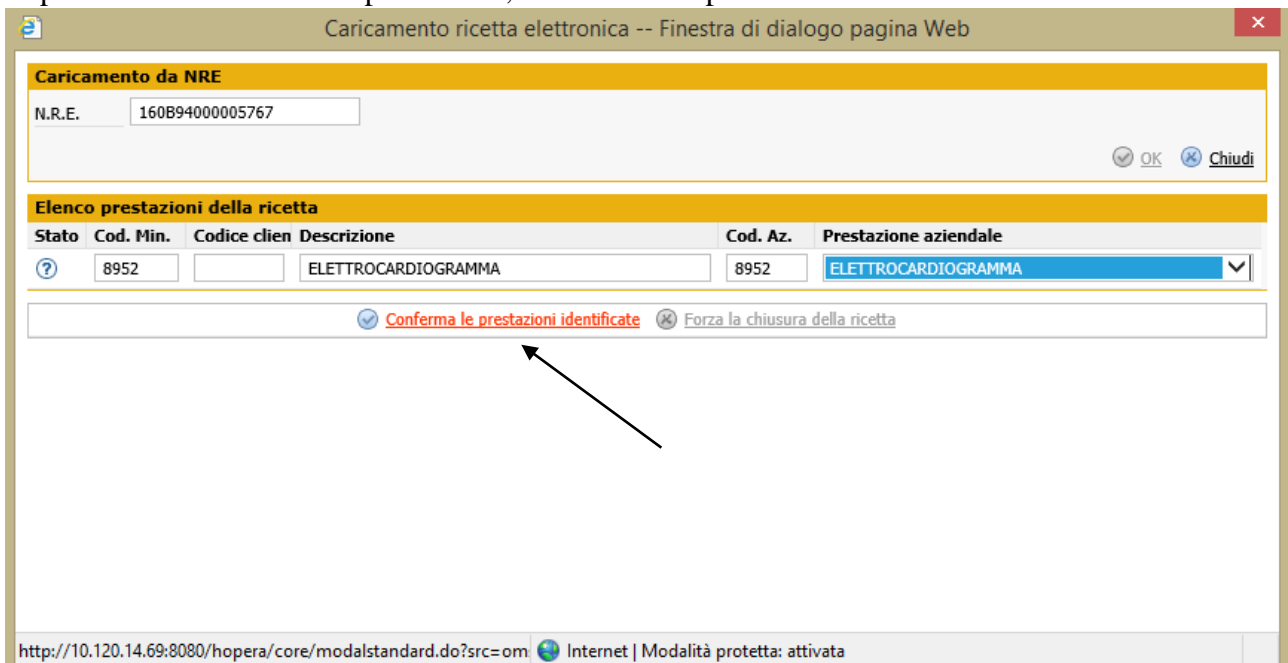 Caricamento ricetta elettronica -- Finestra di dialogo pagina Web
Caricamento da NRE
N.R.E. 160B94000005767
OK Chiudi
Elenco prestazioni della ricetta
Stato Cod. Min. Codice clien Descrizione Cod. Az. Prestazione aziendale
8952 ELETTROCARDIOGRAMMA 8952 ELETTROCARDIOGRAMMA
Conferma le prestazioni identificate Forza la chiusura della ricetta
http://10.120.14.69:8080/hopera/core/modalstandard.do?src=om Internet | Modalità protetta: attivata